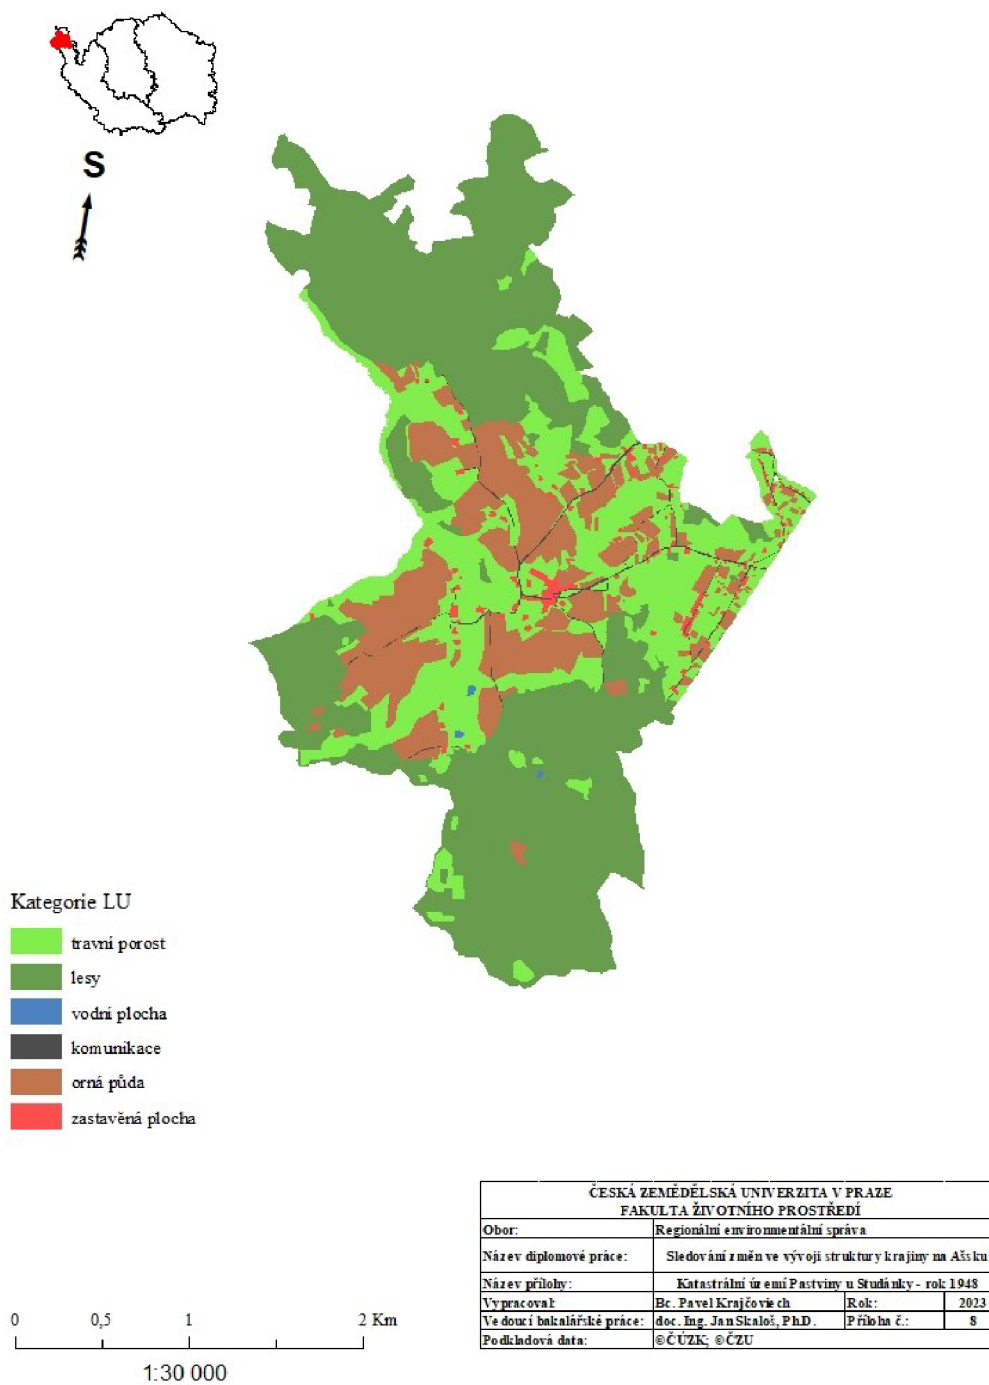 S
Kategorie LU
travní porost
lesy
vodní plocha
komunikace
orná půda
zastavěná plocha
ČESKÁ ZEMĚDĚLSKÁ UNIVERZITA V PRAZE
FAKULTA ŽIVOTNÍHO PROSTŘEDÍ
Obor: Regionální environmentální správa
Název diplomové práce: Sledování změn ve vývoji struktury krajiny na Ašsku
Název přílohy: Katastrální území Pastviny u Studánky - rok 1948
Vypracoval: Bc. Pavel Krajčoviech Rok: 2023
Vedoucí bakalářské práce: doc. Ing. Jan Skaloš, Ph.D. Příloha č.: 8
Podkladová data: ©ČÚZK; ©ČZU
0 0,5 1 2 Km
1:30 000